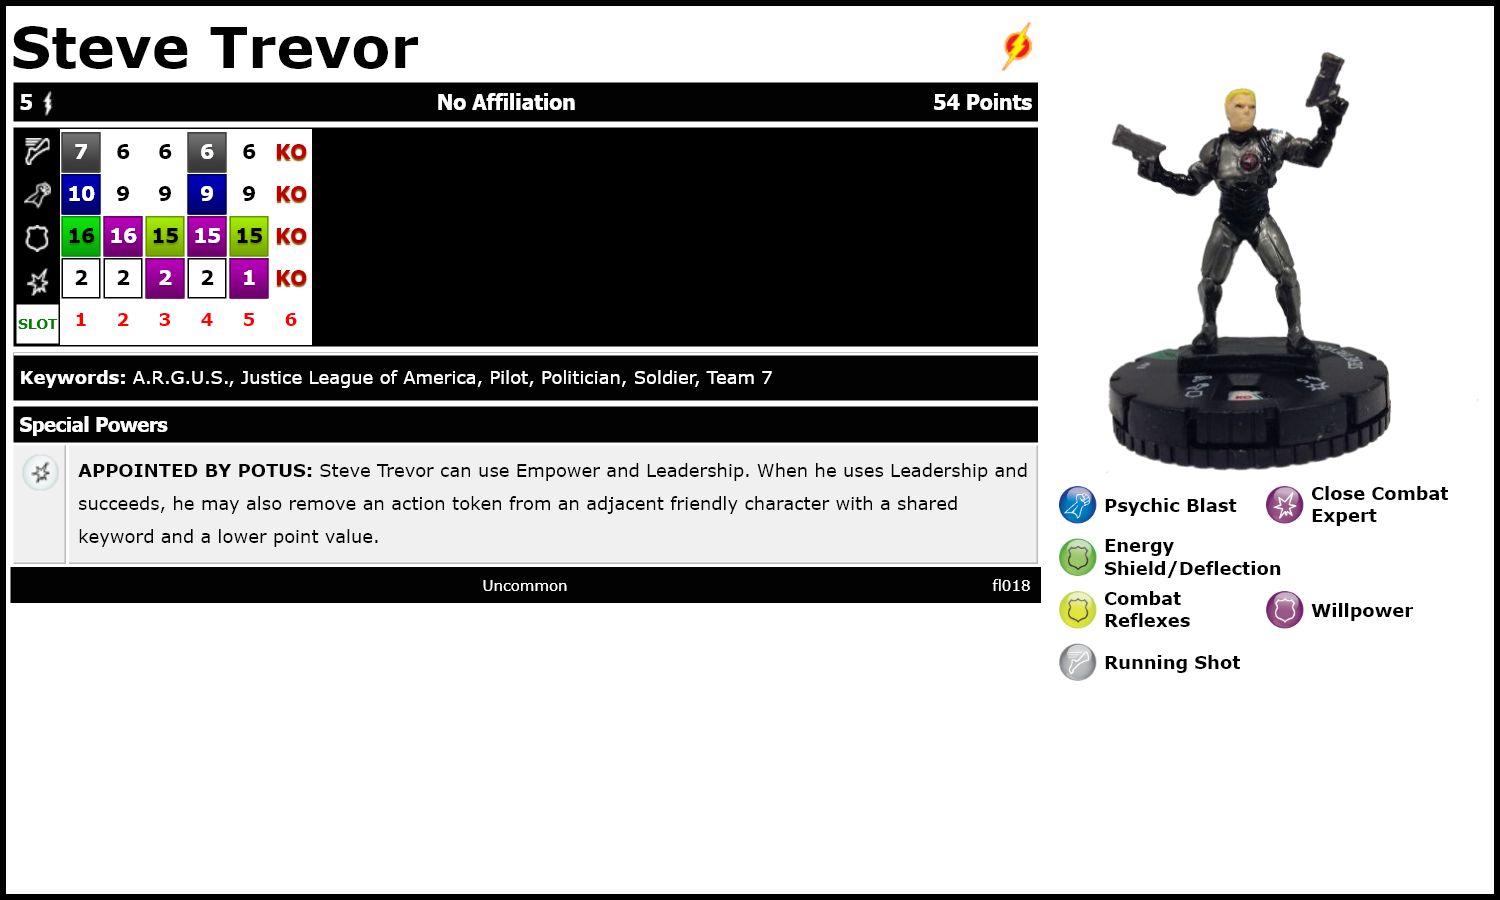 Steve Trevor
5 No Affiliation 54 Points
7 6 6 6 6 KO
10 9 9 9 9 KO
16 16 15 15 15 KO
2 2 2 2 1 KO
SLOT 1 2 3 4 5 6
Keywords: A.R.G.U.S., Justice League of America, Pilot, Politician, Soldier, Team 7
Special Powers
APPOINTED BY POTUS: Steve Trevor can use Empower and Leadership. When he uses Leadership and
succeeds, he may also remove an action token from an adjacent friendly character with a shared
keyword and a lower point value.
Uncommon fl018
KO
Psychic Blast
Close Combat
Expert
Energy
Shield/Deflection
Combat
Reflexes
Willpower
Running Shot